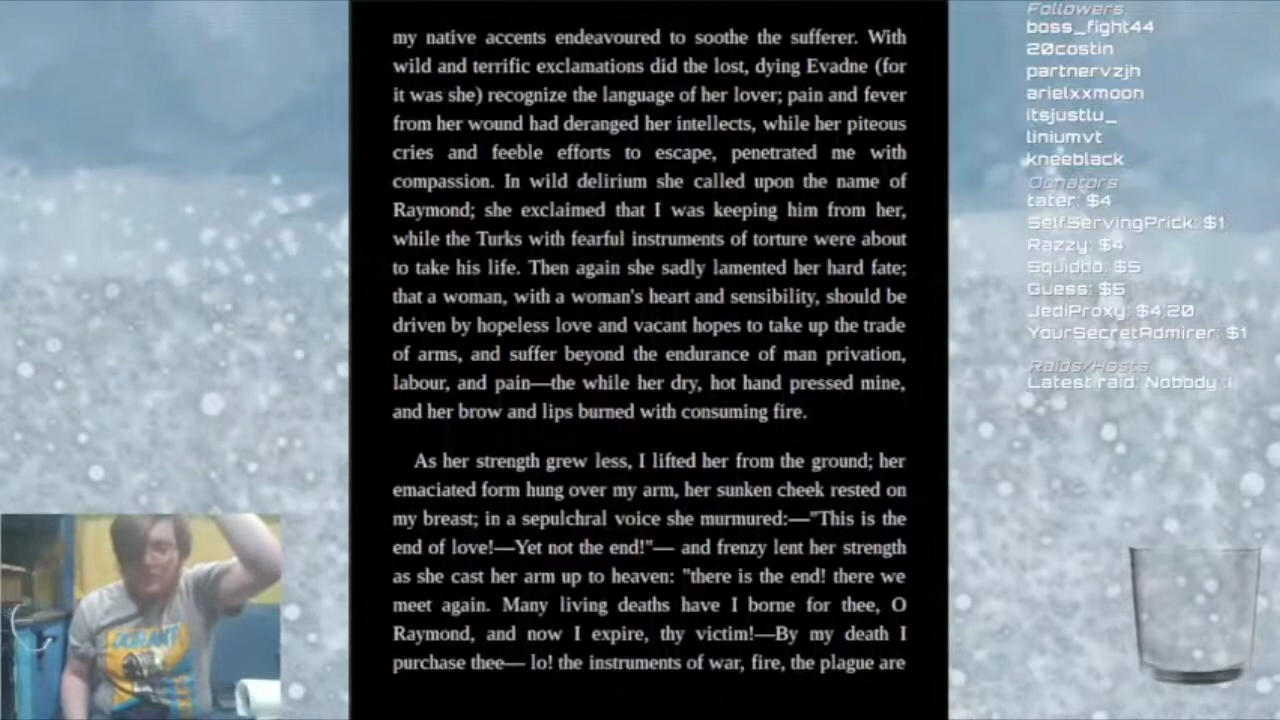 my native accents endeavoured to soothe the sufferer. With
wild and terrific exclamations did the lost, dying Evadne (for
it was she) recognize the language of her lover; pain and fever
from her wound had deranged her intellects, while her piteous
cries and feeble efforts to escape, penetrated me with
compassion. In wild delirium she called upon the name of
Raymond; she exclaimed that I was keeping him from her,
while the Turks with fearful instruments of torture were about
to take his life. Then again she sadly lamented her hard fate;
that a woman, with a woman's heart and sensibility, should be
driven by hopeless love and vacant hopes to take up the trade
of arms, and suffer beyond the endurance of man privation,
labour, and pain—the while her dry, hot hand pressed mine,
and her brow and lips burned with consuming fire.
As her strength grew less, I lifted her from the ground; her
emaciated form hung over my arm, her sunken cheek rested on
my breast; in a sepulchral voice she murmured:—"This is the
end of love!—Yet not the end!"— and frenzy lent her strength
as she cast her arm up to heaven: "there is the end! there we
meet again. Many living deaths have I borne for thee, O
Raymond, and now I expire, thy victim!—By my death I
purchase thee— lo! the instruments of war, fire, the plague are
Followers
boss_fight44
20costin
partnervzjh
arielxxmoon
itsjustlu_
liniumvt
kneeblack
Donators
tater: $4
SelfServingPrick: $1
Razzy: $4
Squiddo: $5
Guess: $5
JediProxy: $4.20
YourSecretAdmirer: $1
Raids/Hosts
Latest raid: Nobody :(